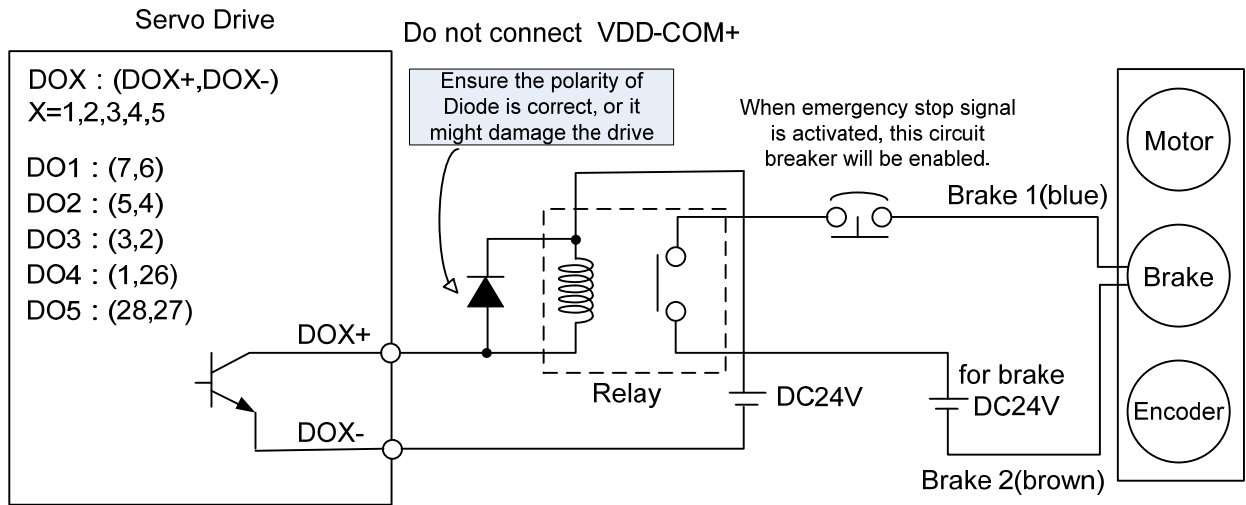 Servo Drive
Do not connect VDD-COM+
DOX : (DOX+,DOX-)
X=1,2,3,4,5
DO1 : (7,6)
DO2 : (5,4)
DO3 : (3,2)
DO4 : (1,26)
DO5 : (28,27)
Ensure the polarity of
Diode is correct, or it
might damage the drive
When emergency stop signal
is activated, this circuit
breaker will be enabled.
Brake 1(blue)
Motor
Brake
Encoder
DOX+
DOX-
Relay
DC24V
for brake
DC24V
Brake 2(brown)